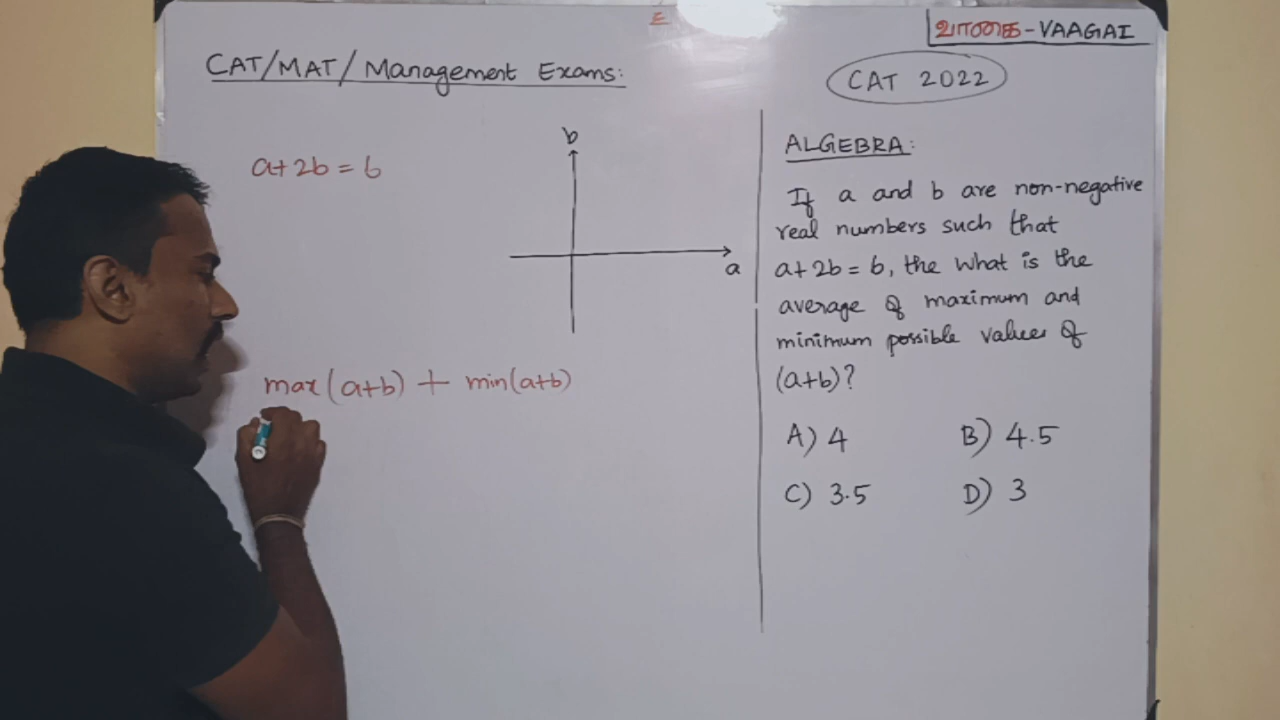 வாகை-VAAGAI
CAT/MAT/Management Exams:
CAT 2022
a+2b=6
b
a
max(a+b) + min(a+b)
ALGEBRA:
If a and b are non-negative
real numbers such that
a+2b=6, the what is the
average of maximum and
minimum possible values of
(a+b)?
A) 4 B) 4.5
C) 3.5 D) 3